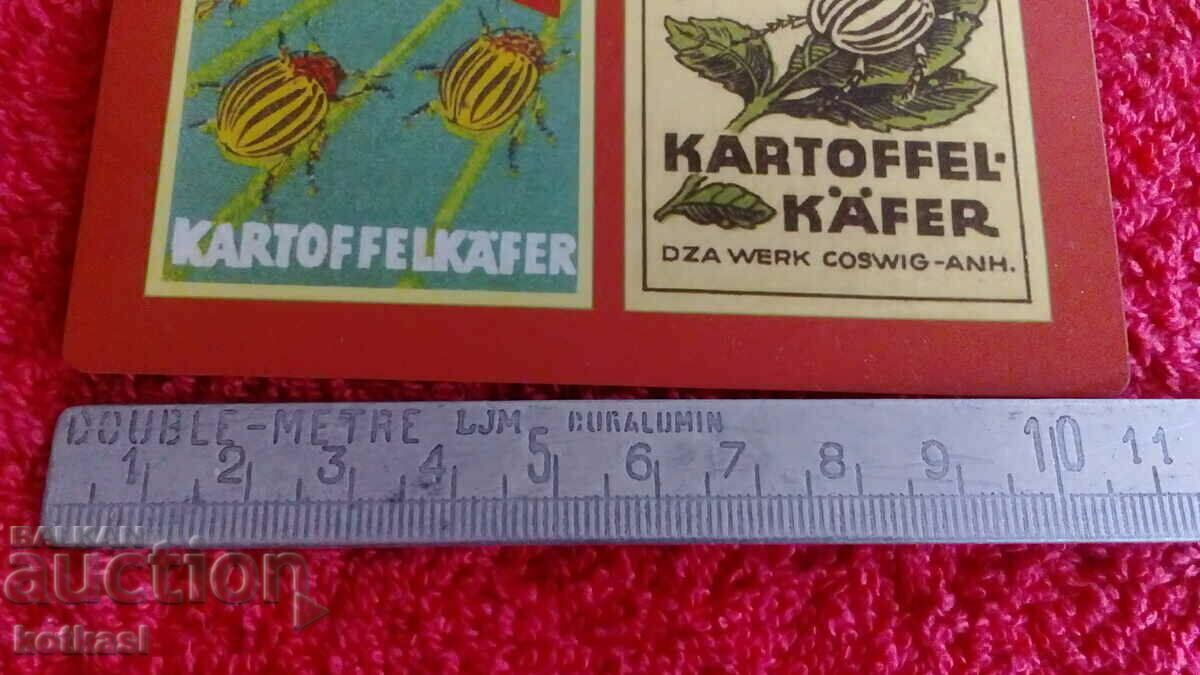 KARTOFFELKÄFER
KARTOFFEL-
KÄFER
DZA WERK COSWIG-ANH.
DOUBLE-METRE LJM DURALUMIN
1 2 3 4 5 6 7 8 9 10 11
BALKAN
auction
kotkasl